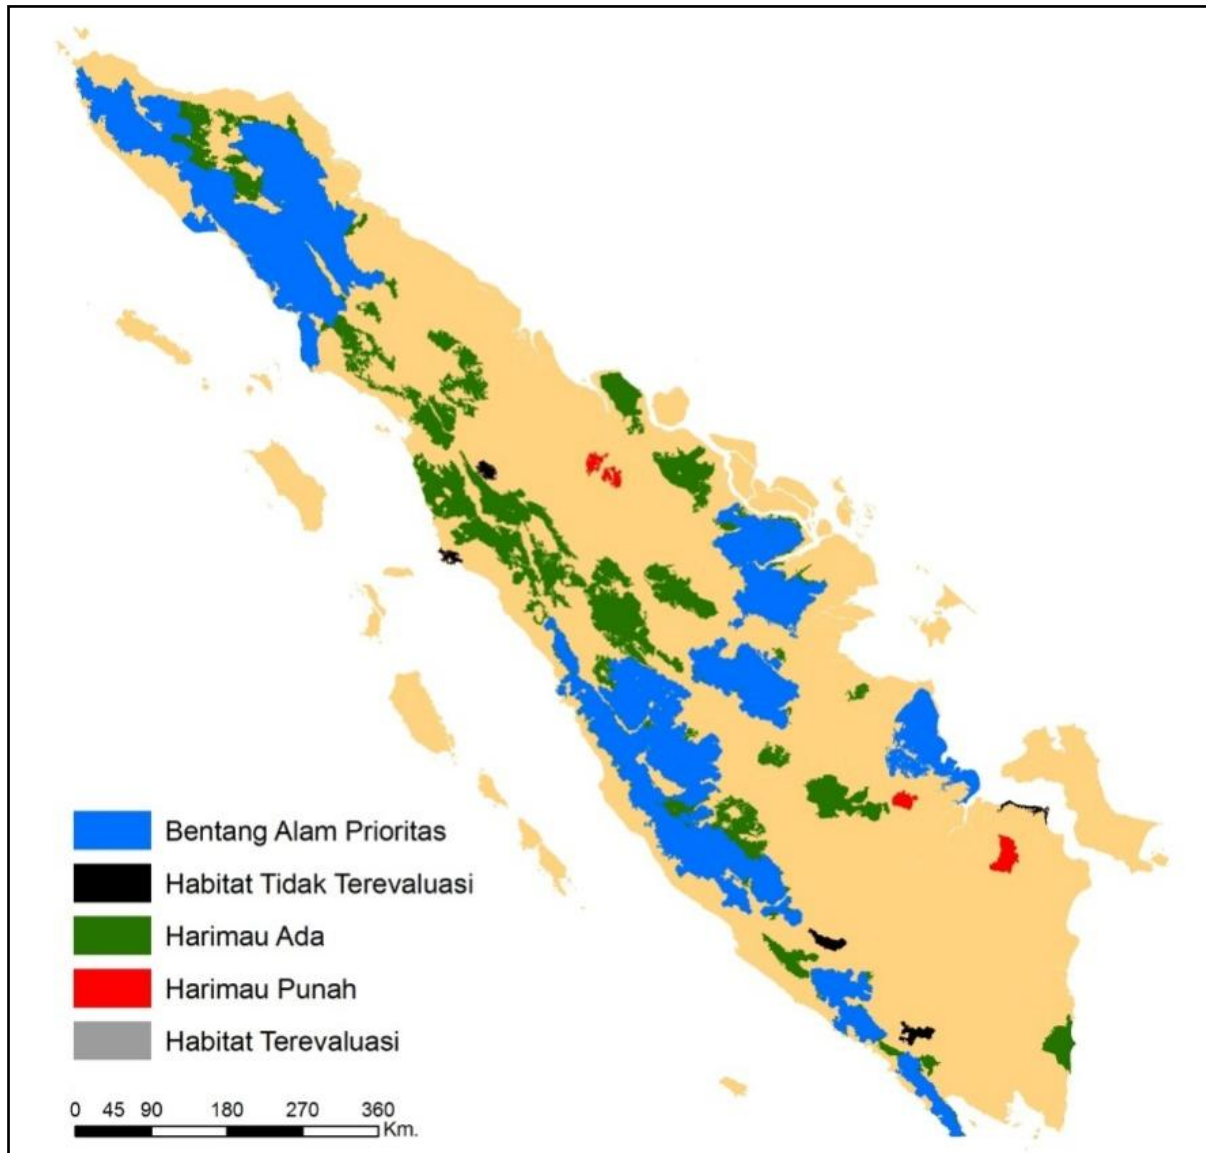 Bentang Alam Prioritas
Habitat Tidak Terevaluasi
Harimau Ada
Harimau Punah
Habitat Terevaluasi
0 45 90 180 270 360
Km.